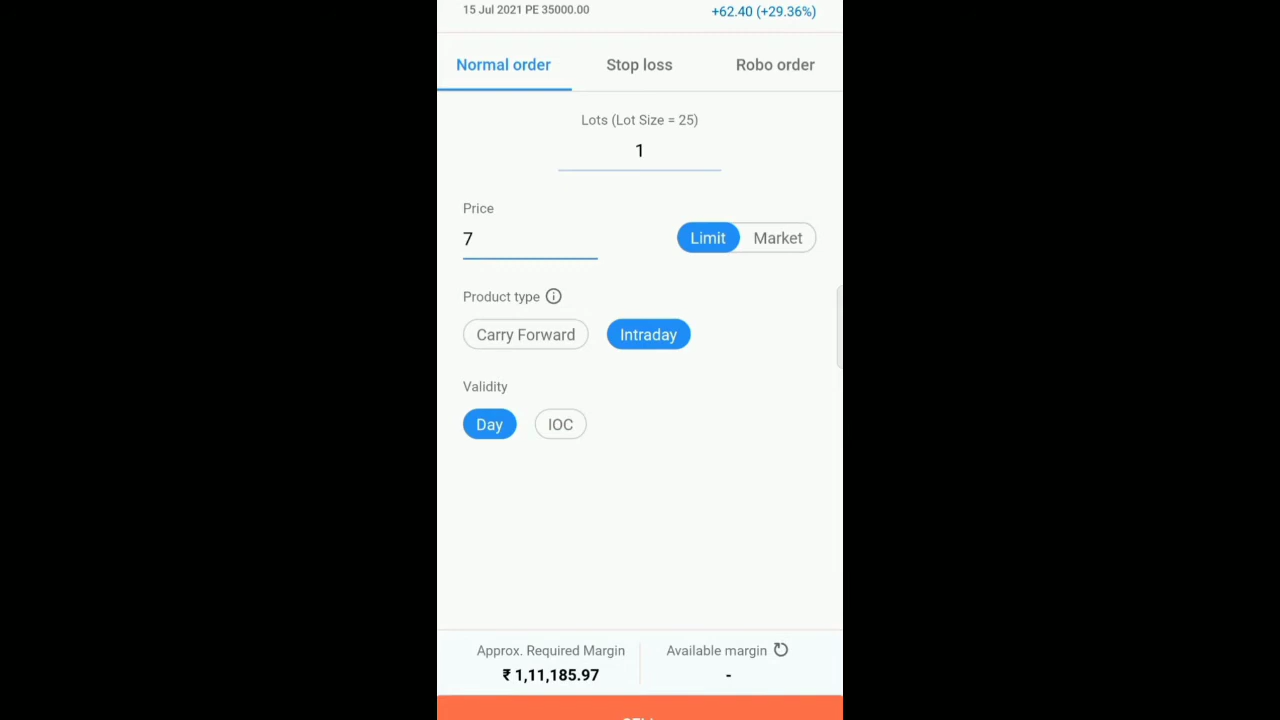 15 Jul 2021 PE 35000.00
+62.40 (+29.36%)
Normal order
Stop loss
Robo order
Lots (Lot Size = 25)
1
Price
7
Limit
Market
Product type
Carry Forward
Intraday
Validity
Day
IOC
Approx. Required Margin
Available margin
₹ 1,11,185.97
-